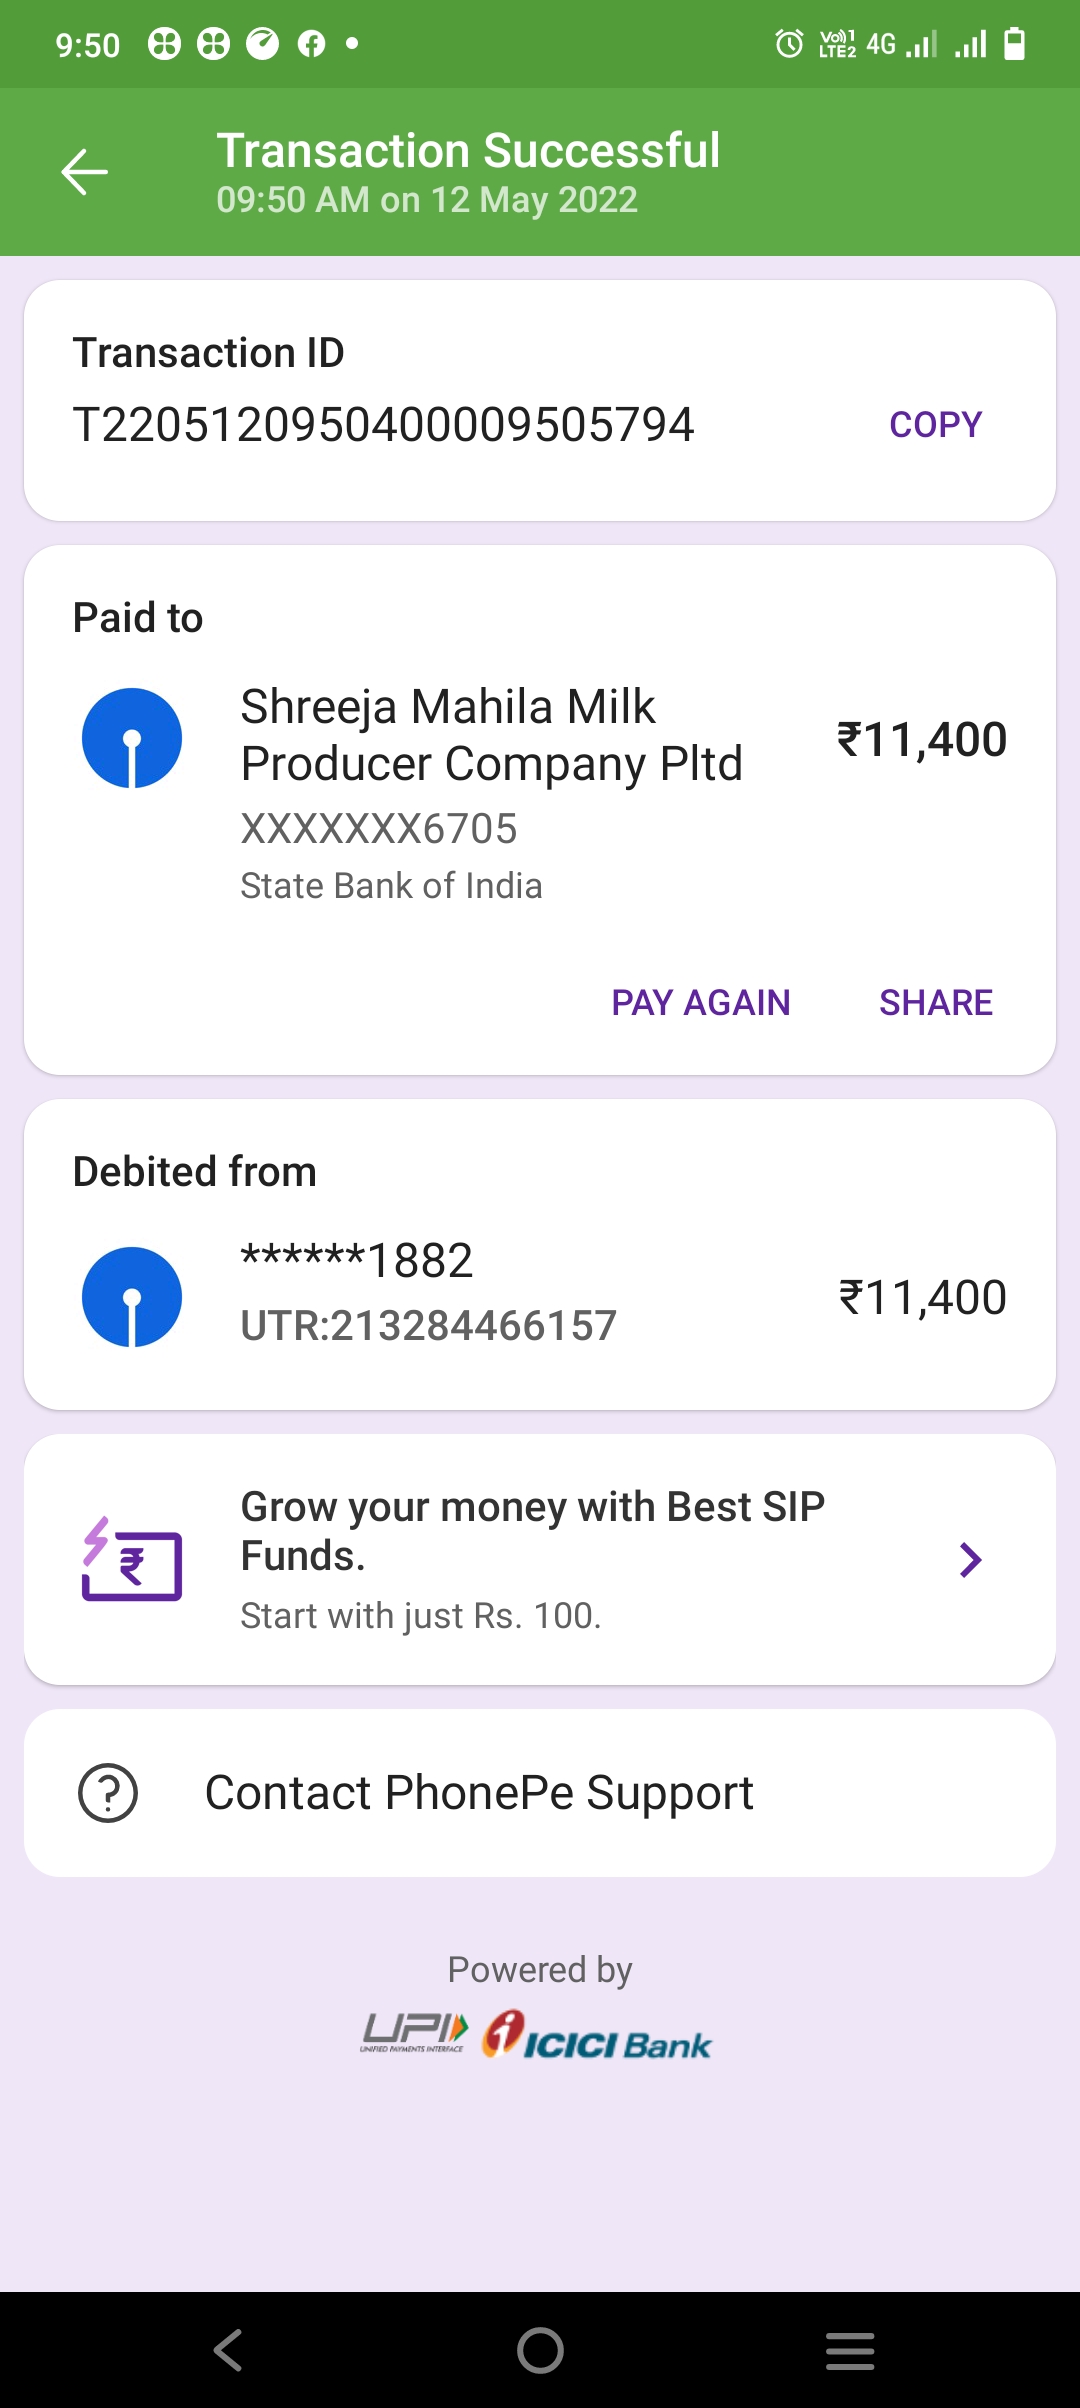 9:50
Vo))1 LTE2 4G
Transaction Successful
09:50 AM on 12 May 2022
Transaction ID
T2205120950400009505794 COPY
Paid to
Shreeja Mahila Milk
Producer Company Pltd
₹11,400
XXXXXXX6705
State Bank of India
PAY AGAIN SHARE
Debited from
******1882
₹11,400
UTR:213284466157
Grow your money with Best SIP
Funds.
Start with just Rs. 100.
Contact PhonePe Support
Powered by
UPI ICICI Bank
UNIFIED PAYMENTS INTERFACE